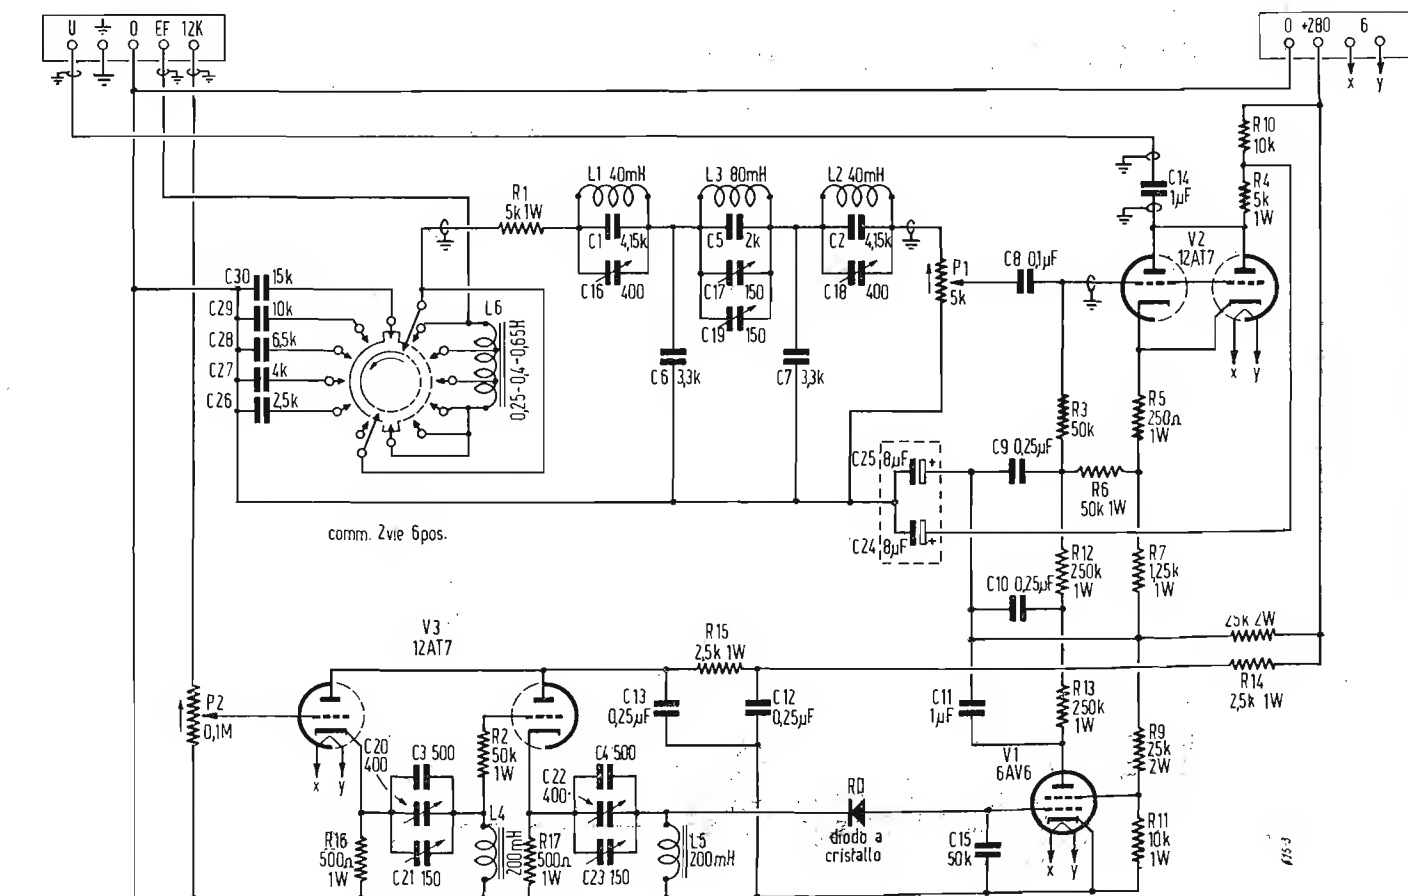 U 0 EF 12K
0 +280 6
x y
R10
10k
R4
5k
1W
C14
1µF
V2
12AT7
x y
R1
5k 1W
L1 40mH
C1 4,15k
C16 400
L3 80mH
C5 2k
C17 150
C19 150
L2 40mH
C2 4,15k
C18 400
P1
5k
C8 0,1µF
C30 15k
C29 10k
C28 6,5k
C27 4k
C26 2,5k
L6
0,25-0,4-0,65H
C6 3,3k
C7 3,3k
R3
50k
R5
250Ω
1W
C25 8µF +
C9 0,25µF
R6
50k 1W
C24 8µF +
comm. 2vie 6pos.
R12
250k
1W
R7
1,25k
1W
C10 0,25µF
25k 2W
R14
2,5k 1W
V3
12AT7
R15
2,5k 1W
P2
0,1M
C13
0,25µF
C12
0,25µF
C11
1µF
R13
250k
1W
R9
25k
2W
x y
C20
400
C3 500
R2
50k
1W
C22
400
C4 500
V1
6AV6
R16
500Ω
1W
C21 150
L4
200mH
R17
500Ω
1W
C23 150
L5
200mH
RD
diodo a
cristallo
C15
50k
x y
R11
10k
1W